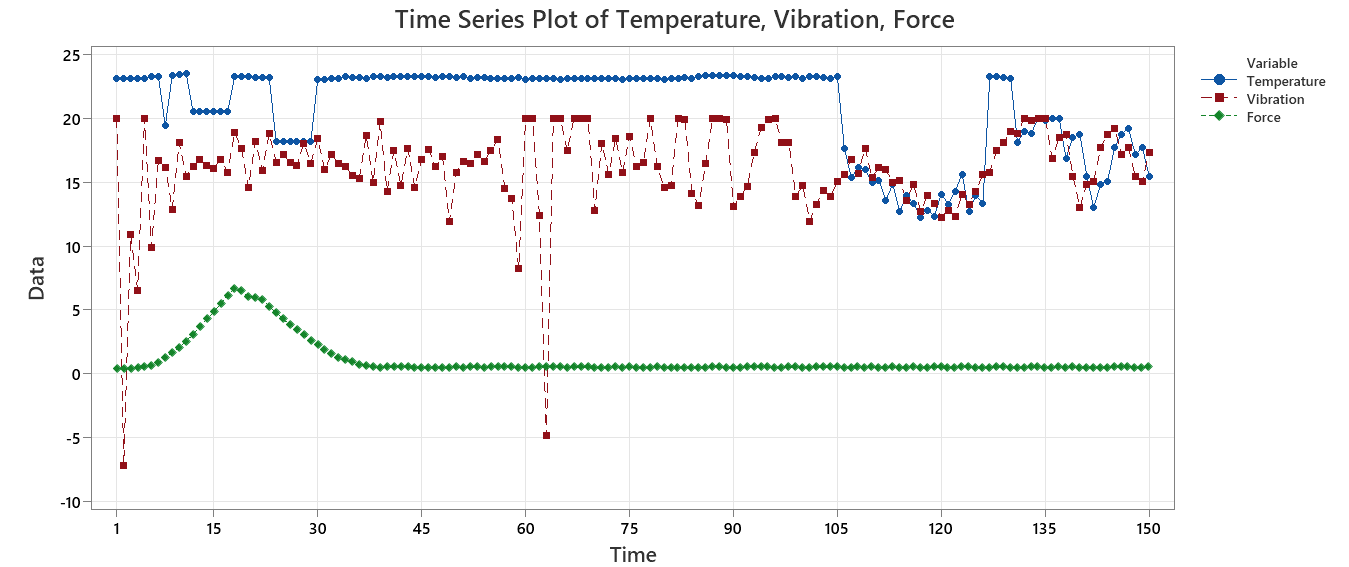 Time Series Plot of Temperature, Vibration, Force
25
20
15
10
5
0
-5
-10
Data
1 15 30 45 60 75 90 105 120 135 150
Time
Variable
Temperature
Vibration
Force